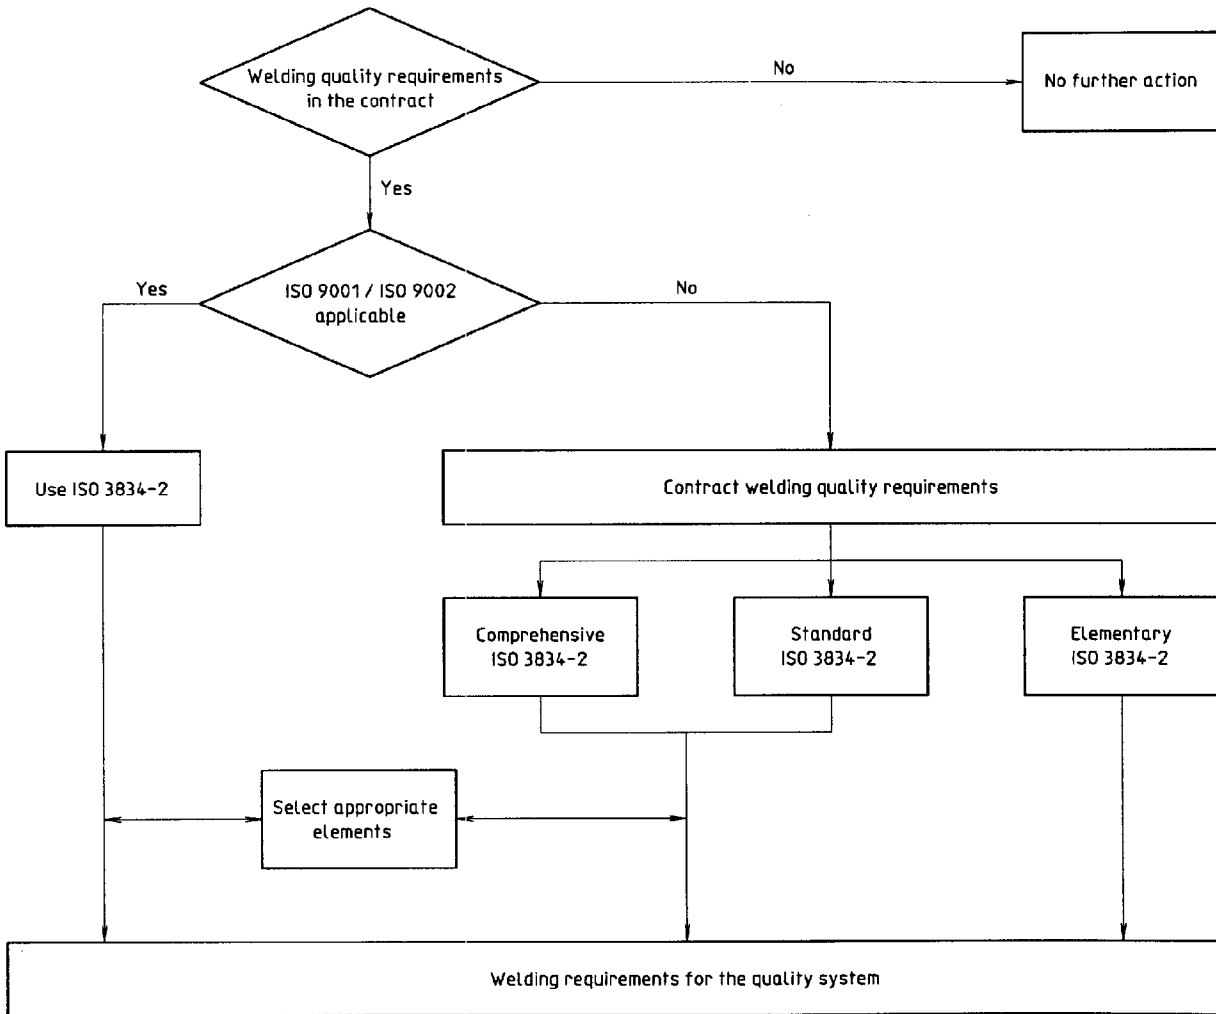 Welding quality requirements
in the contract
No
No further action
Yes
Yes
ISO 9001 / ISO 9002
applicable
No
Use ISO 3834-2
Contract welding quality requirements
Comprehensive
ISO 3834-2
Standard
ISO 3834-2
Elementary
ISO 3834-2
Select appropriate
elements
Welding requirements for the quality system